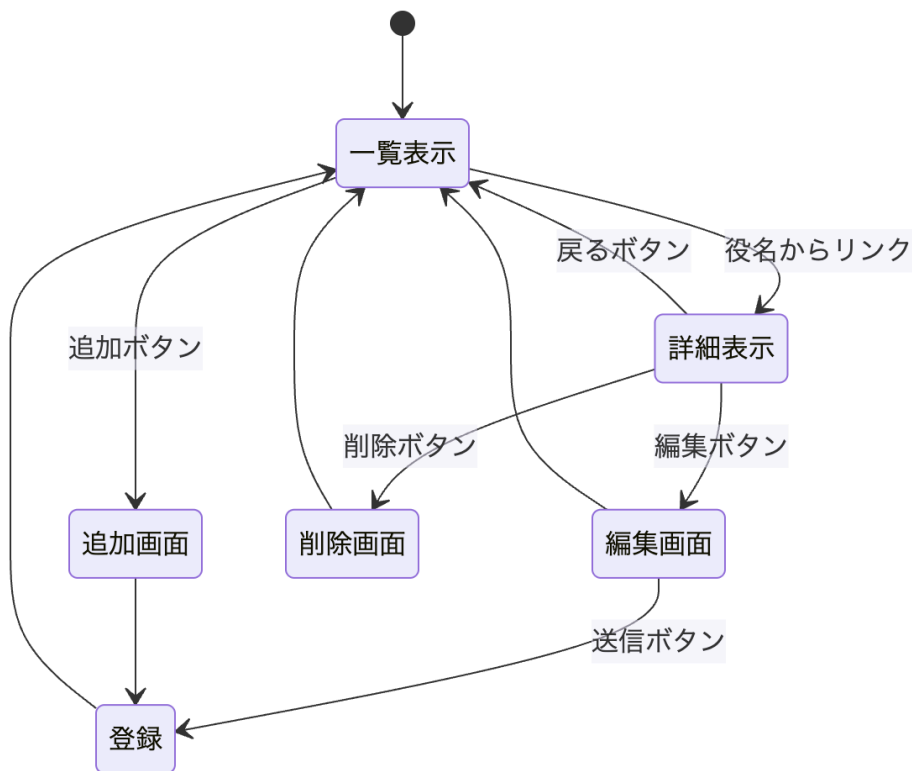 一覧表示
戻るボタン
役名からリンク
追加ボタン
詳細表示
削除ボタン
編集ボタン
追加画面
削除画面
編集画面
送信ボタン
登録